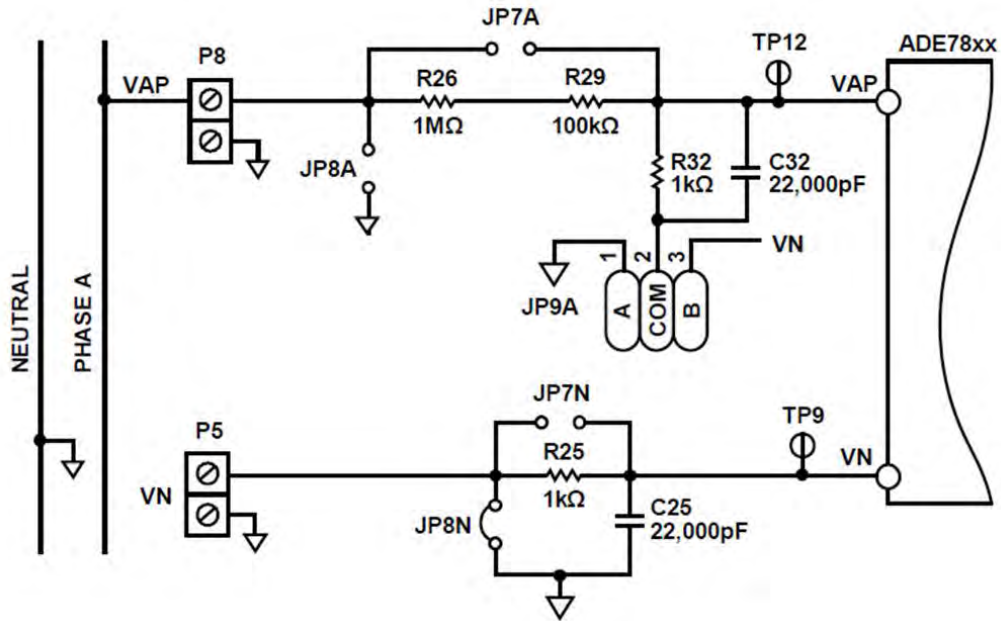 JP7A
P8
TP12
ADE78xx
VAP
R26
R29
VAP
1MΩ
100kΩ
JP8A
R32
1kΩ
C32
22,000pF
1
2
3
VN
JP9A
A
COM
B
NEUTRAL
PHASE A
JP7N
P5
TP9
R25
VN
VN
1kΩ
JP8N
C25
22,000pF